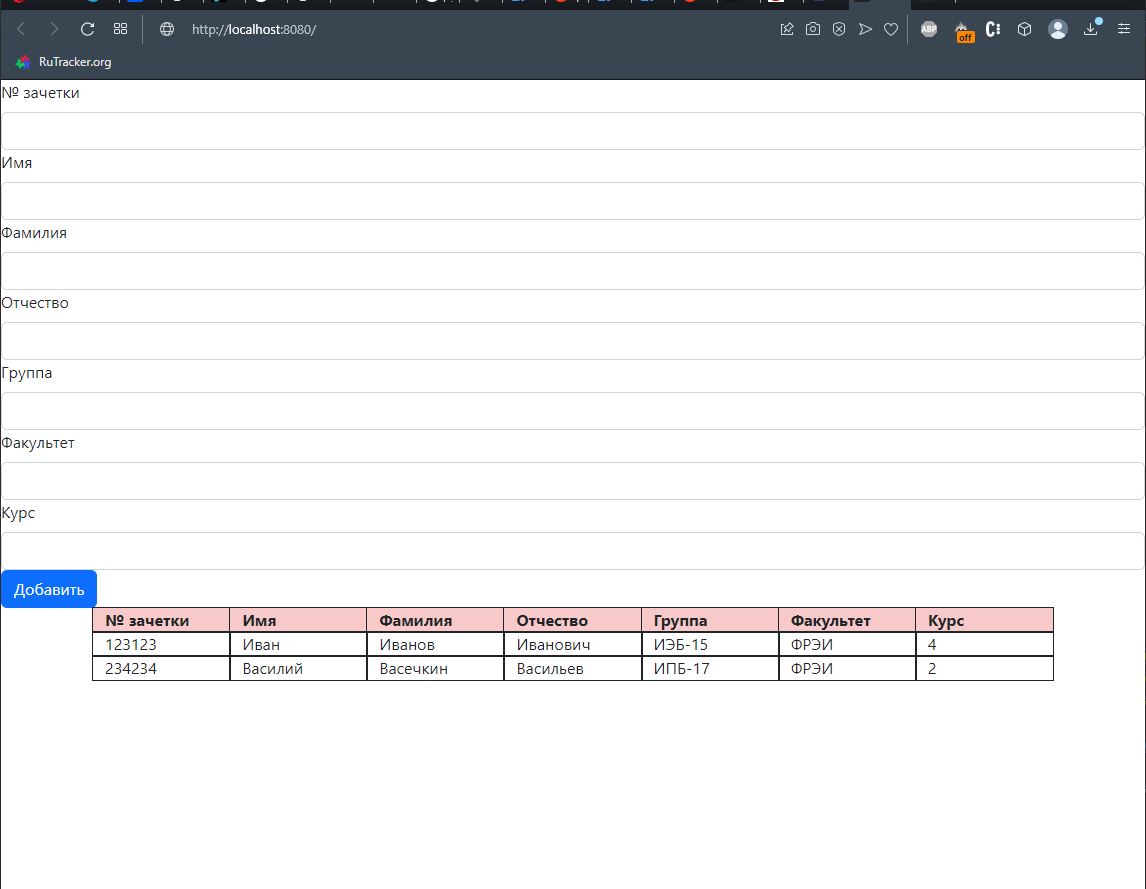 http://localhost:8080/
ABP
off
RuTracker.org
№ зачетки
Имя
Фамилия
Отчество
Группа
Факультет
Курс
Добавить
№ зачетки Имя Фамилия Отчество Группа Факультет Курс
123123 Иван Иванов Иванович ИЭБ-15 ФРЭИ 4
234234 Василий Васечкин Васильев ИПБ-17 ФРЭИ 2